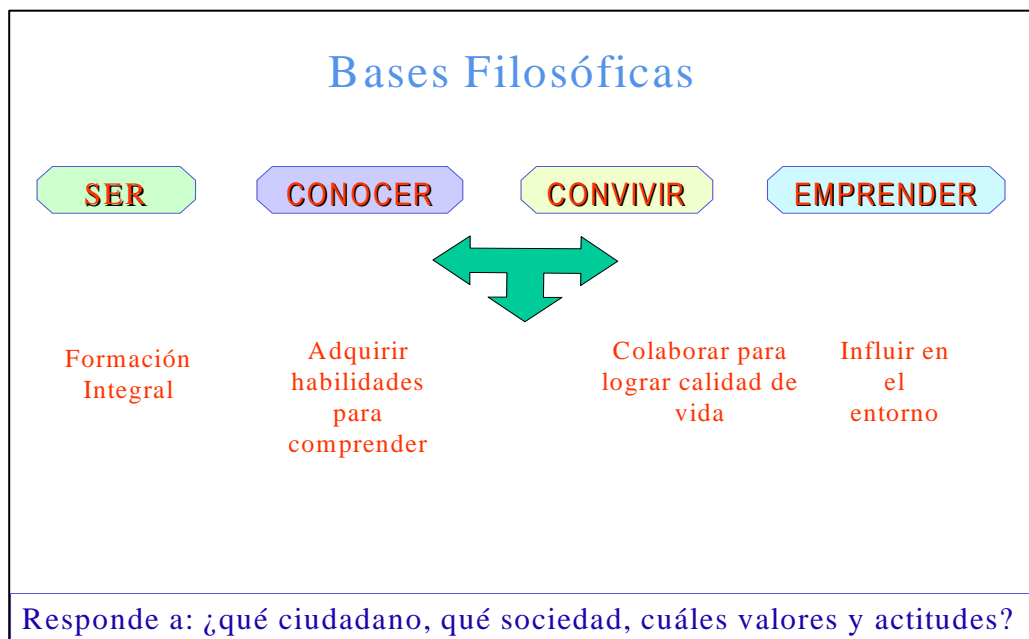 Bases Filosóficas
SER
CONOCER
CONVIVIR
EMPRENDER
Formación
Integral
Adquirir
habilidades
para
comprender
Colaborar para
lograr calidad de
vida
Influir en
el
entorno
Responde a: ¿qué ciudadano, qué sociedad, cuáles valores y actitudes?